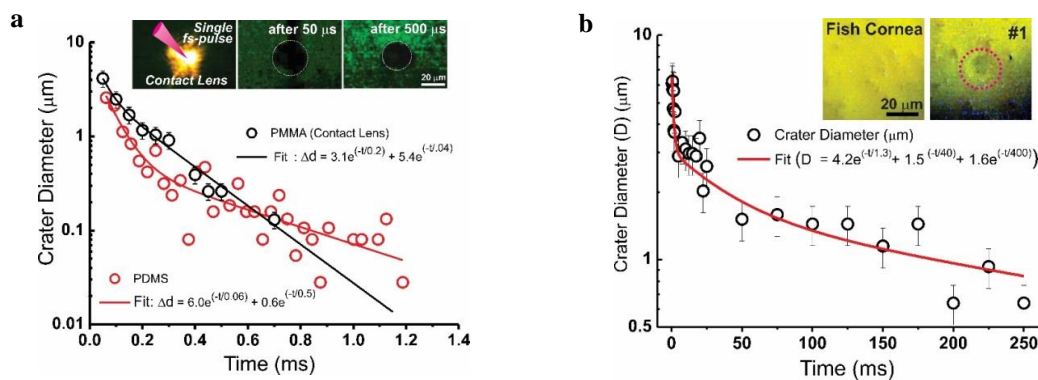 a
Single
fs-pulse
Contact Lens
after 50 µs
after 500 µs
20 µm
Crater Diameter (µm)
10
1
0.1
0.01
PMMA (Contact Lens)
Fit : Δd = 3.1e(-t/0.2) + 5.4e(-t/.04)
PDMS
Fit: Δd = 6.0e(-t/0.06) + 0.6e(-t/0.5)
0.0 0.2 0.4 0.6 0.8 1.0 1.2 1.4
Time (ms)
b
Fish Cornea
#1
20 µm
Crater Diameter (D) (µm)
10
1
0.5
Crater Diameter (µm)
Fit (D = 4.2e(-t/1.3) + 1.5(-t/40) + 1.6e(-t/400))
0 50 100 150 200 250
Time (ms)